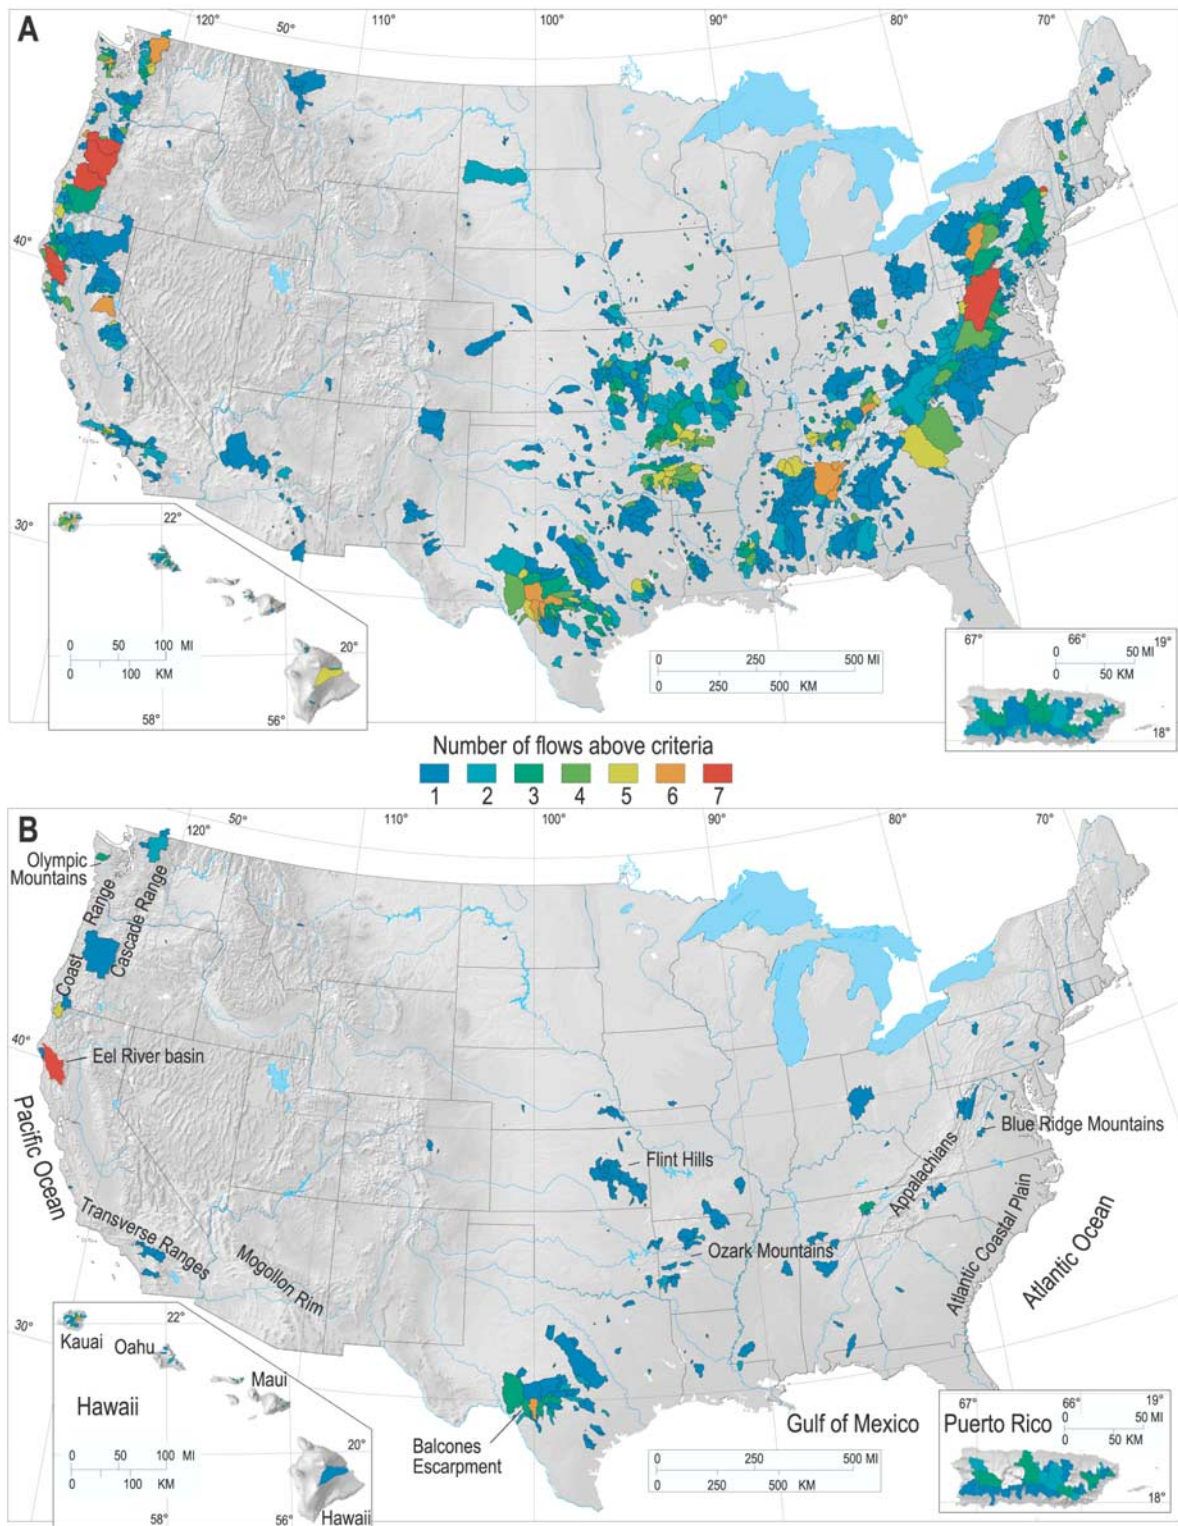 A
120°
50°
110°
100°
90°
80°
70°
40°
30°
22°
0 50 100 MI
0 100 KM
20°
58°
56°
0 250 500 MI
0 250 500 KM
67°
66°
19°
0 50 MI
0 50 KM
18°
Number of flows above criteria
1 2 3 4 5 6 7
B
120°
50°
110°
100°
90°
80°
70°
Olympic
Mountains
Coast Range
Cascade Range
40°
Eel River basin
Pacific Ocean
Transverse Ranges
Mogollon Rim
Flint Hills
Ozark Mountains
Appalachians
Blue Ridge Mountains
Atlantic Coastal Plain
Atlantic Ocean
30°
22°
Kauai
Oahu
Maui
Hawaii
0 50 100 MI
0 100 KM
20°
58°
56°
Hawaii
Balcones
Escarpment
Gulf of Mexico
0 250 500 MI
0 250 500 KM
67°
66°
19°
Puerto Rico
0 50 MI
0 50 KM
18°